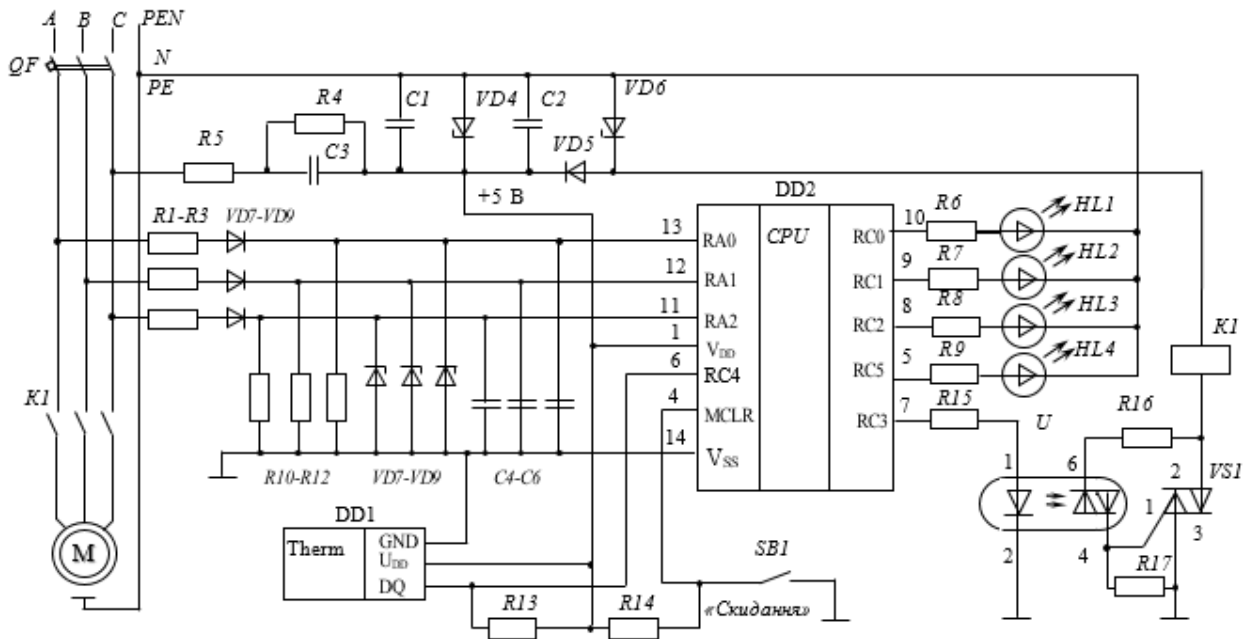 A B C PEN
QF
N
PE
R4
C1
VD4
C2
VD6
R5
C3
VD5
+5 В
DD2
R1-R3
VD7-VD9
13
RA0
CPU
RC0
10
R6
HL1
12
RA1
RC1
9
R7
HL2
11
RA2
RC2
8
R8
HL3
1
VDD
6
RC4
RC5
5
R9
HL4
K1
K1
4
MCLR
RC3
7
R15
U
R16
14
VSS
R10-R12
VD7-VD9
C4-C6
1
6
2
VS1
1
3
DD1
Therm
GND
UDD
DQ
M
SB1
2
4
R17
R13
R14
«Скидання»